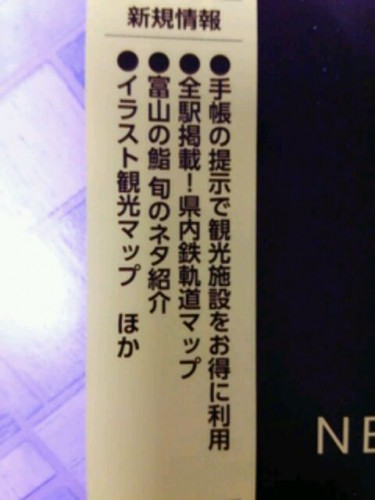 新規情報
●手帳の提示で観光施設をお得に利用
●全駅掲載！県内鉄軌道マップ
●富山の鮨 旬のネタ紹介
●イラスト観光マップ ほか
NE